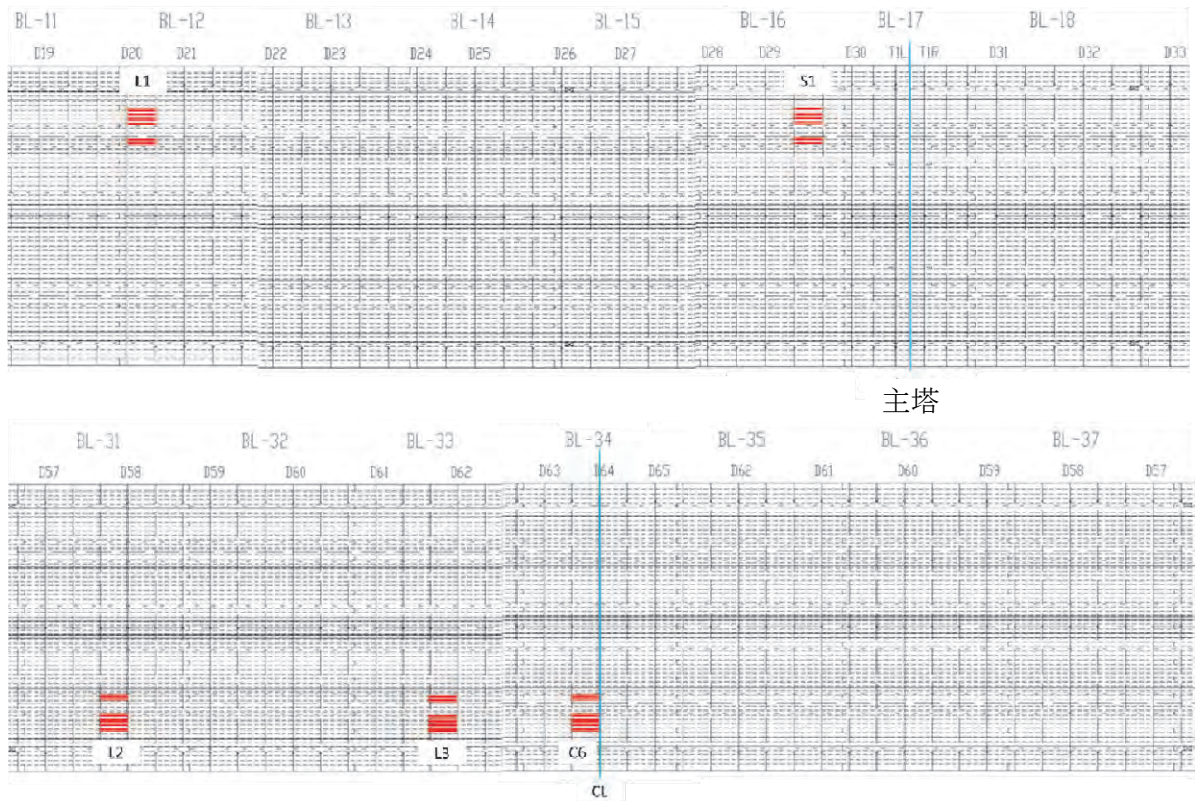 BL-11 BL-12 BL-13 BL-14 BL-15 BL-16 BL-17 BL-18
D19 D20 D21 D22 D23 D24 D25 D26 D27 D28 D29 D30 T1L T1R D31 D32 D33
L1 S1
主塔
BL-31 BL-32 BL-33 BL-34 BL-35 BL-36 BL-37
D57 D58 D59 D60 D61 D62 D63 D64 D65 D62 D61 D60 D59 D58 D57
L2 L3 C6
CL